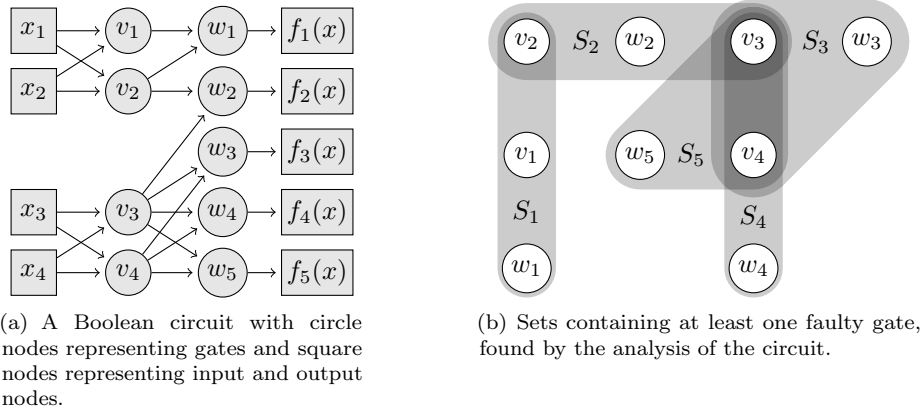 x1 v1 w1 f1(x)
x2 v2 w2 f2(x)
w3 f3(x)
x3 v3 w4 f4(x)
x4 v4 w5 f5(x)
(a) A Boolean circuit with circle
nodes representing gates and square
nodes representing input and output
nodes.
v2 S2 w2 v3 S3 w3
v1 w5 S5 v4
S1 S4
w1 w4
(b) Sets containing at least one faulty gate,
found by the analysis of the circuit.